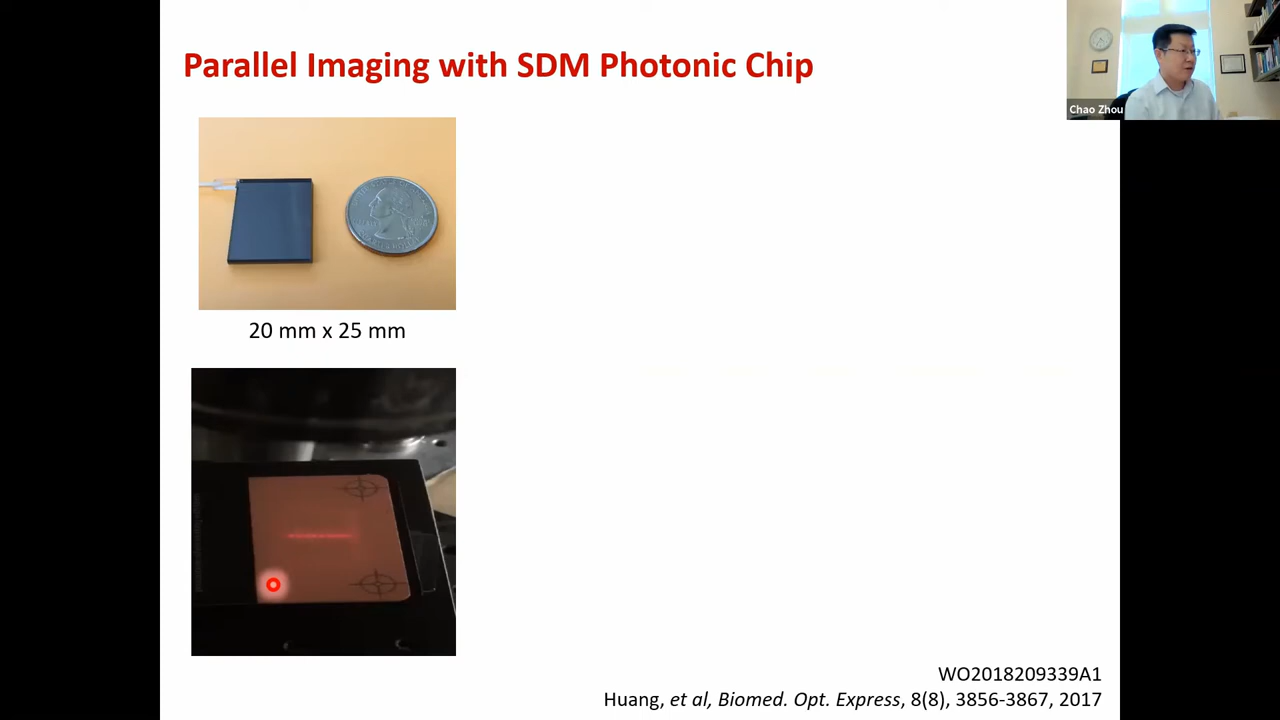 Parallel Imaging with SDM Photonic Chip
Chao Zhou
20 mm x 25 mm
WO2018209339A1
Huang, et al, Biomed. Opt. Express, 8(8), 3856-3867, 2017